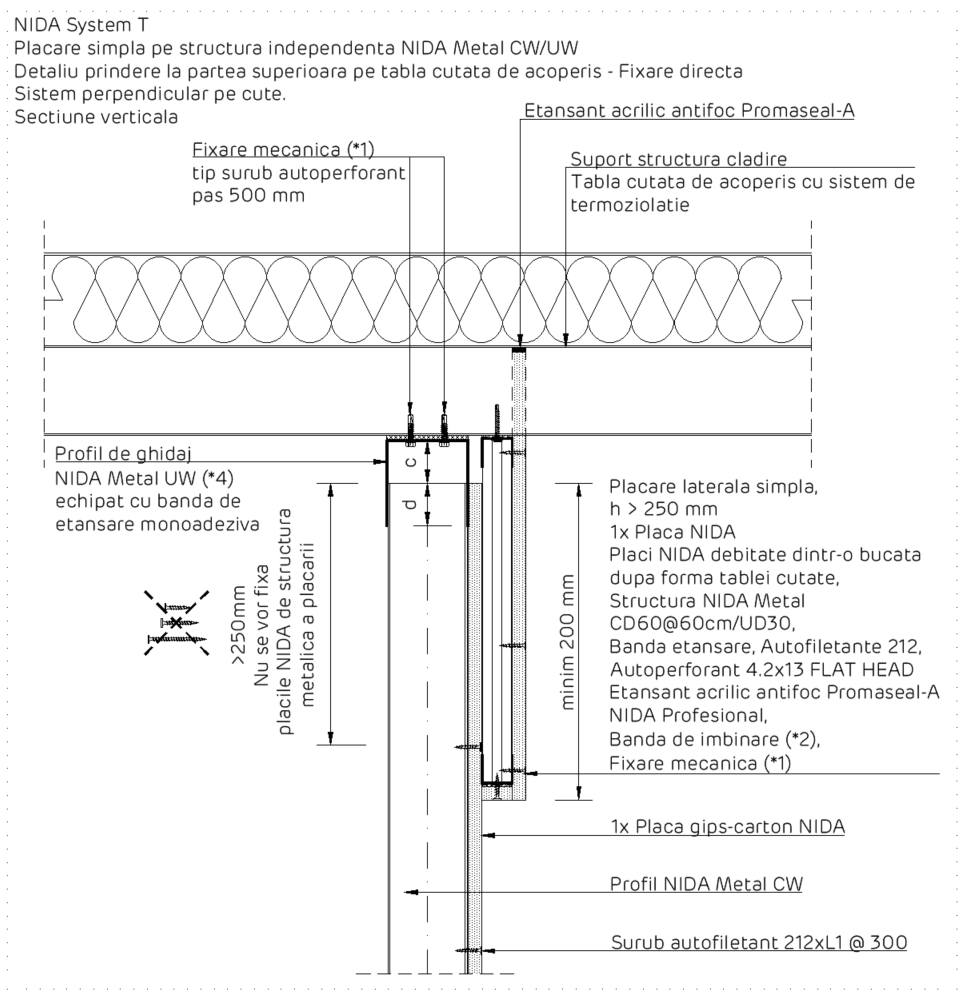 NIDA System T
Placare simpla pe structura independenta NIDA Metal CW/UW
Detaliu prindere la partea superioara pe tabla cutata de acoperis - Fixare directa
Sistem perpendicular pe cute.
Sectiune verticala
Etansant acrilic antifoc Promaseal-A
Fixare mecanica (*1)
tip surub autoperforant
pas 500 mm
Suport structura cladire
Tabla cutata de acoperis cu sistem de
termoziolatie
Profil de ghidaj
NIDA Metal UW (*4)
echipat cu banda de
etansare monoadeziva
c
d
>250mm
Nu se vor fixa
placile NIDA de structura
metalica a placarii
minim 200 mm
Placare laterala simpla,
h > 250 mm
1x Placa NIDA
Placi NIDA debitate dintr-o bucata
dupa forma tablei cutate,
Structura NIDA Metal
CD60@60cm/UD30,
Banda etansare, Autofiletante 212,
Autoperforant 4.2x13 FLAT HEAD
Etansant acrilic antifoc Promaseal-A
NIDA Profesional,
Banda de imbinare (*2),
Fixare mecanica (*1)
1x Placa gips-carton NIDA
Profil NIDA Metal CW
Surub autofiletant 212xL1 @ 300